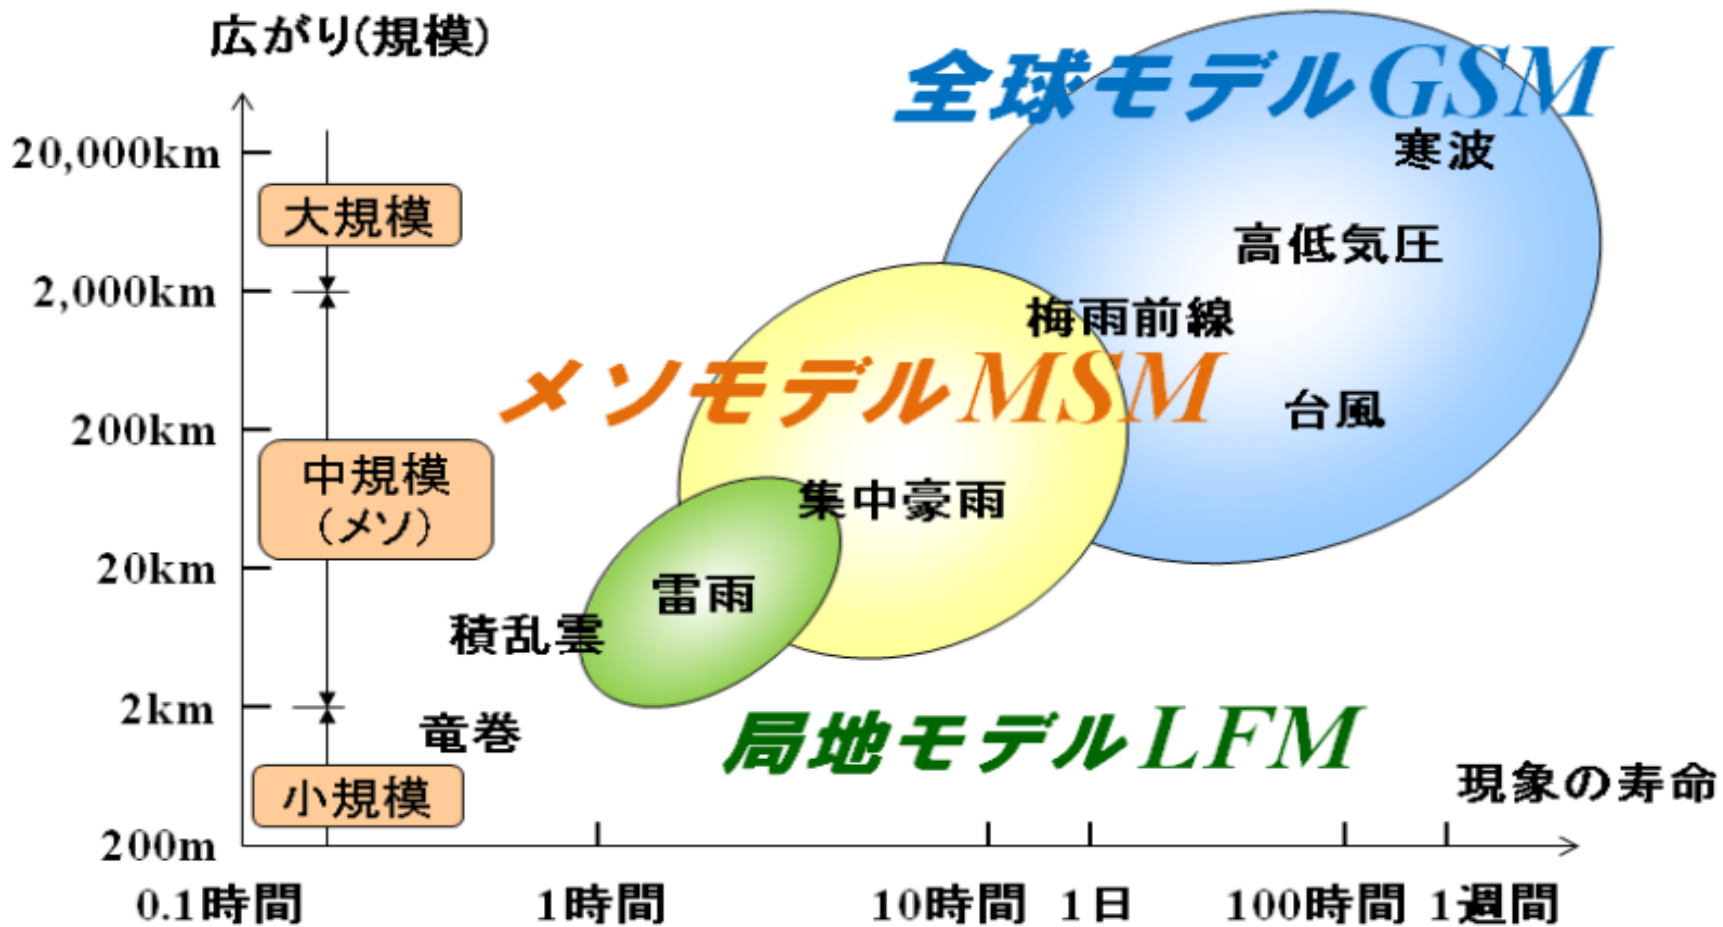 広がり(規模)
全球モデルGSM
寒波
20,000km
大規模
高低気圧
2,000km
梅雨前線
メソモデルMSM
台風
200km
中規模
(メソ)
集中豪雨
20km
雷雨
積乱雲
2km
竜巻
局地モデルLFM
現象の寿命
小規模
200m
0.1時間
1時間
10時間
1日
100時間
1週間